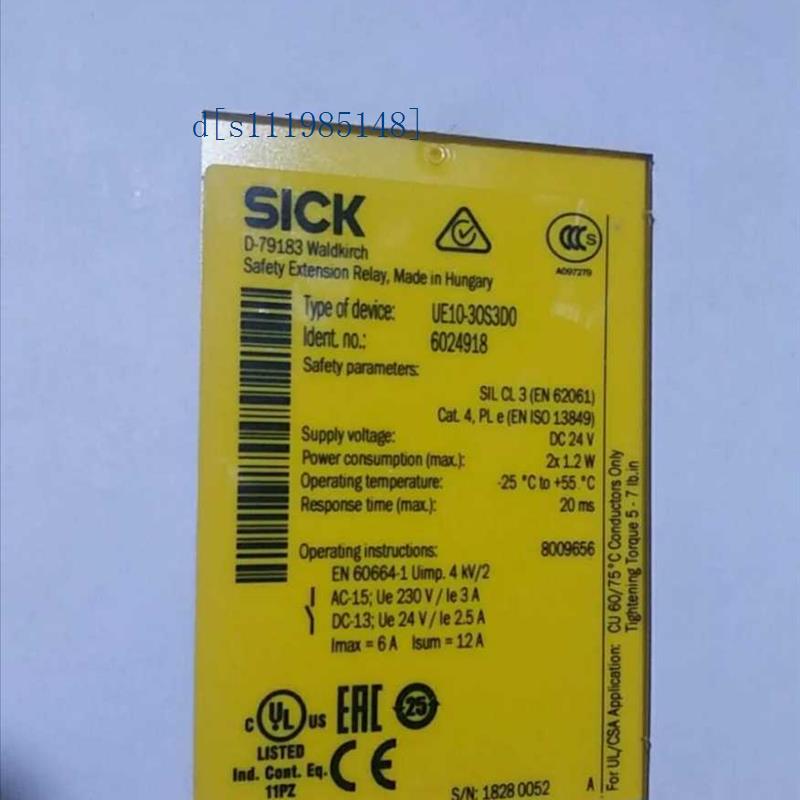 d[s111985148]
SICK
D-79183 Waldkirch
Safety Extension Relay, Made in Hungary
CCC S
A097279
Type of device: UE10-30S3D0
Ident. no.: 6024918
Safety parameters:
SIL CL 3 (EN 62061)
Cat. 4, PL e (EN ISO 13849)
Supply voltage: DC 24 V
Power consumption (max.): 2x 1.2 W
Operating temperature: -25 °C to +55 °C
Response time (max.): 20 ms
Operating instructions: 8009656
EN 60664-1 Uimp. 4 kV/2
AC-15; Ue 230 V / Ie 3 A
DC-13; Ue 24 V / Ie 2.5 A
Imax = 6 A Isum = 12 A
c UL us EAC 25
LISTED
Ind. Cont. Eq. CE
11PZ
S/N: 1828 0052 A
For UL/CSA Application: CU 60/75°C Conductors Only
Tightening Torque 5 - 7 lb.in